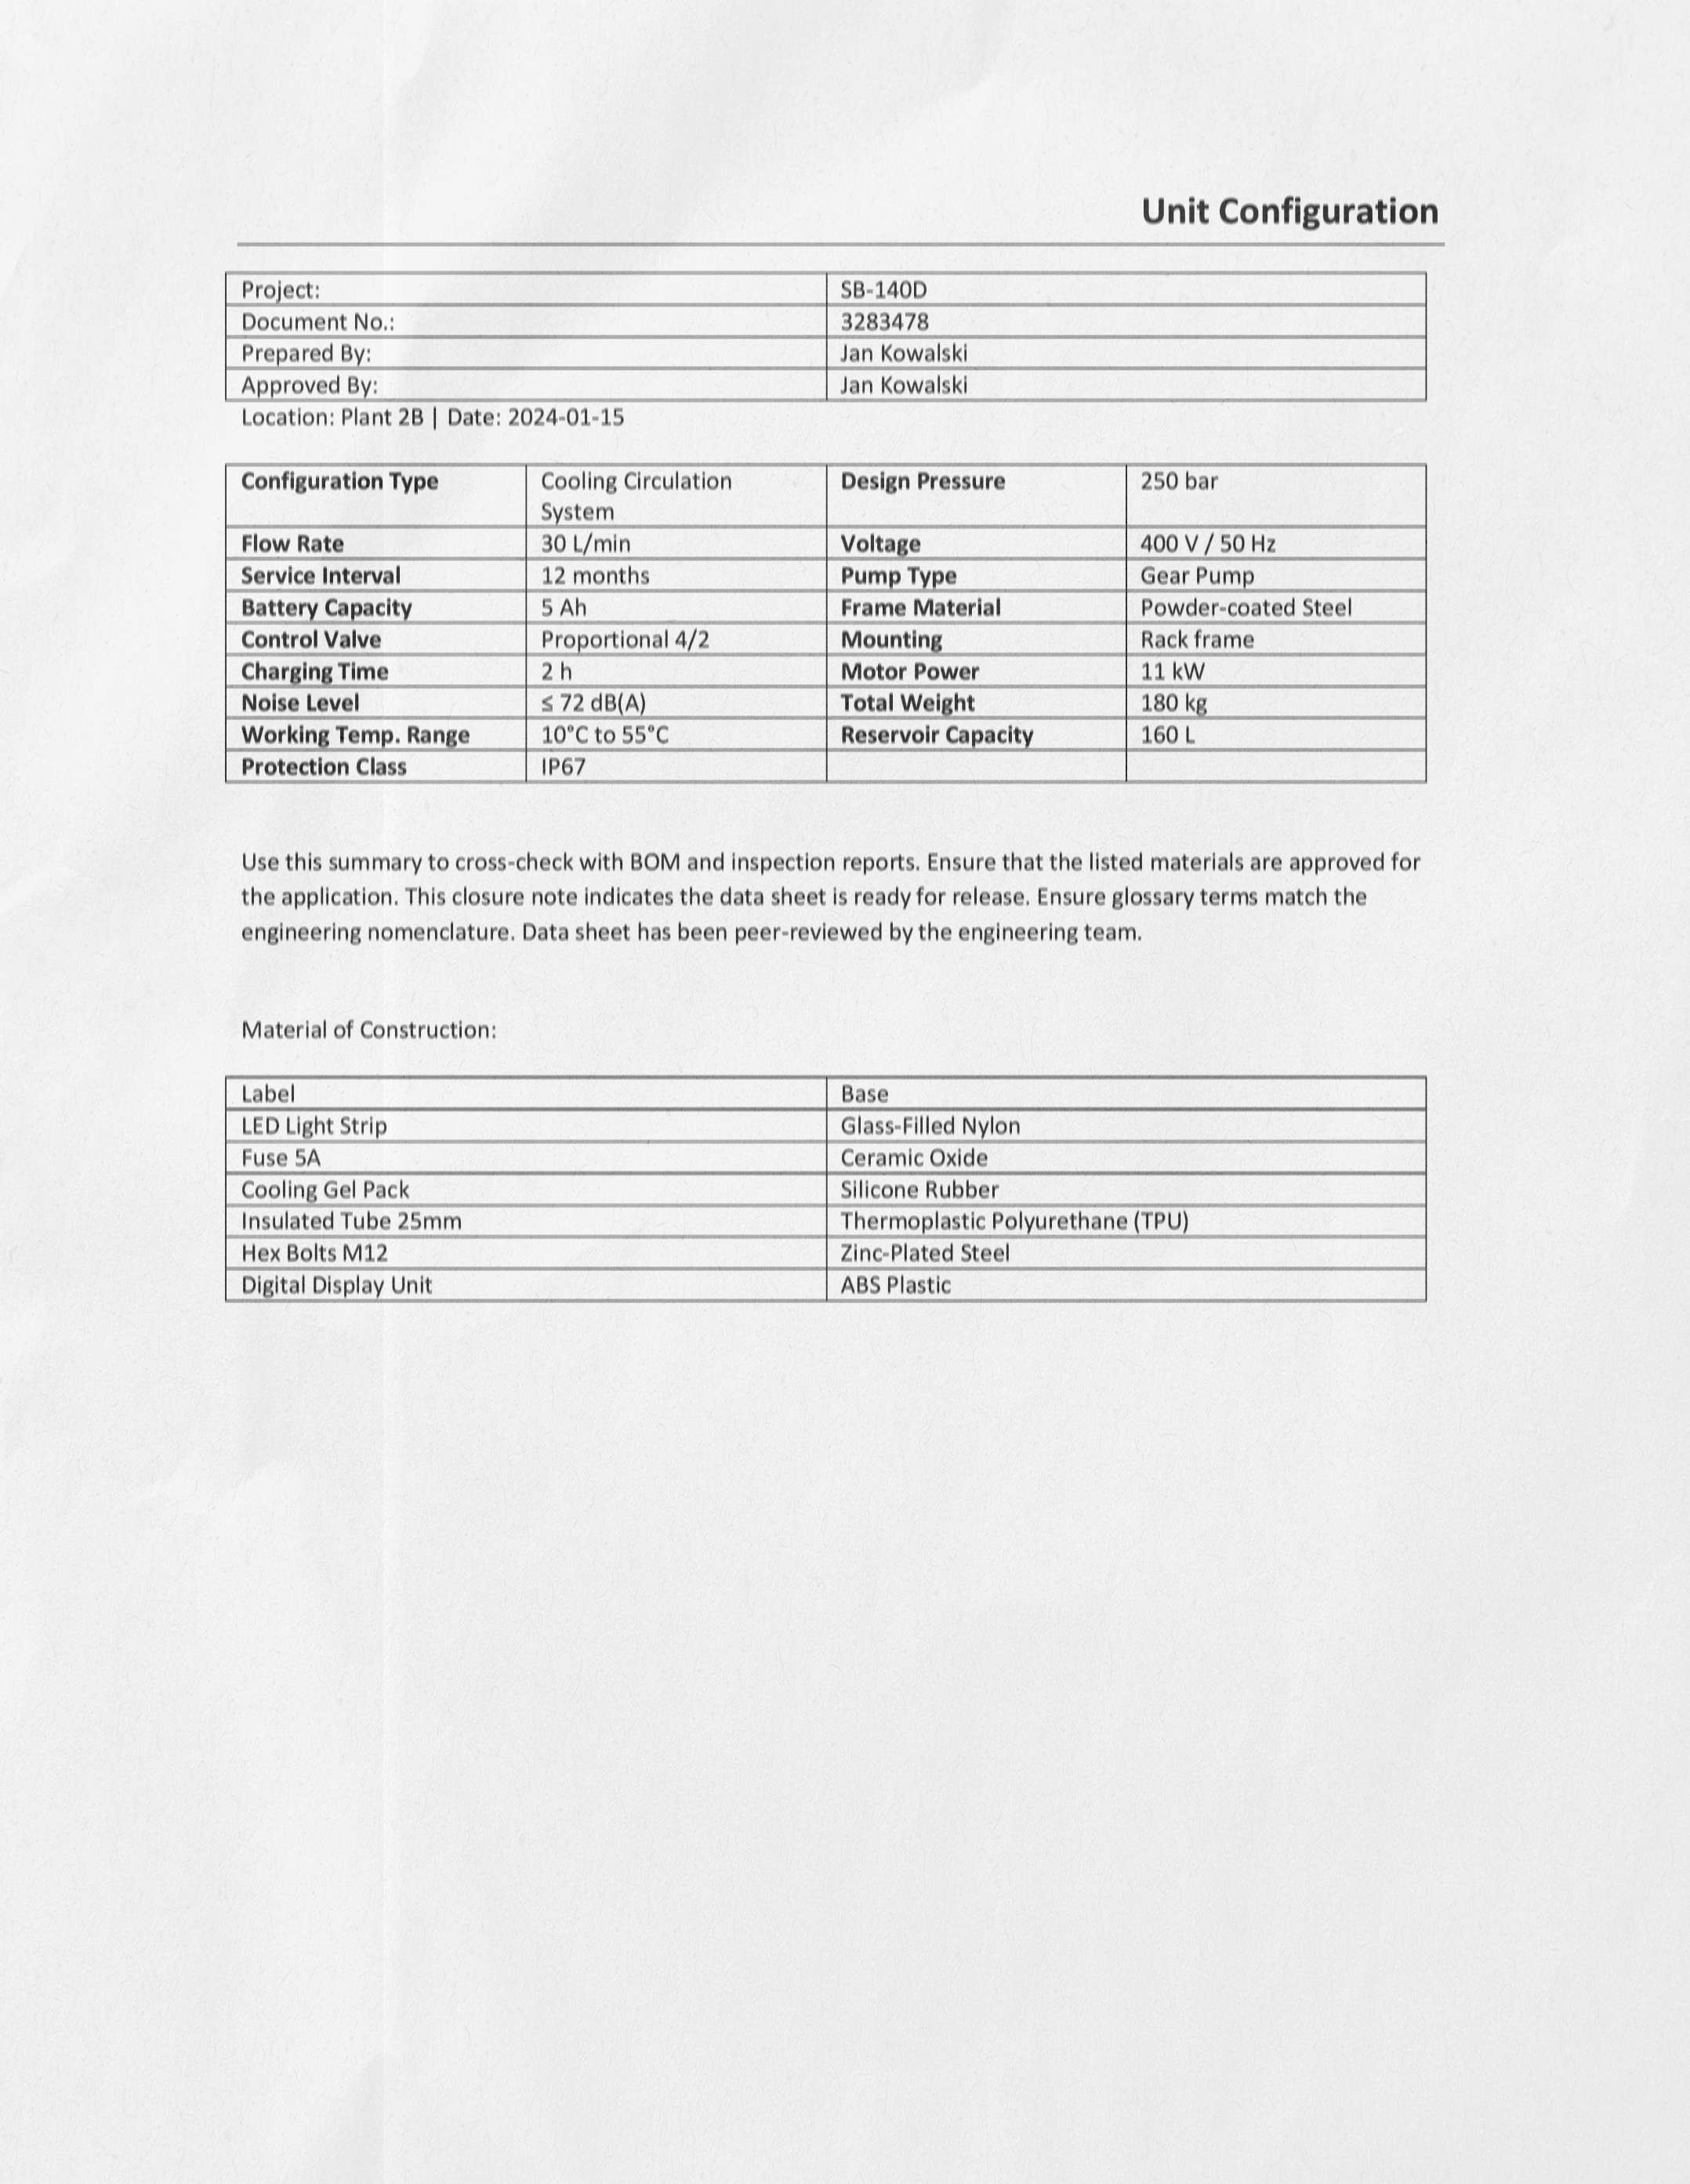 Unit Configuration
Project: SB-140D
Document No.: 3283478
Prepared By: Jan Kowalski
Approved By: Jan Kowalski
Location: Plant 2B | Date: 2024-01-15
Configuration Type Cooling Circulation System Design Pressure 250 bar
Flow Rate 30 L/min Voltage 400 V / 50 Hz
Service Interval 12 months Pump Type Gear Pump
Battery Capacity 5 Ah Frame Material Powder-coated Steel
Control Valve Proportional 4/2 Mounting Rack frame
Charging Time 2 h Motor Power 11 kW
Noise Level ≤ 72 dB(A) Total Weight 180 kg
Working Temp. Range 10°C to 55°C Reservoir Capacity 160 L
Protection Class IP67
Use this summary to cross-check with BOM and inspection reports. Ensure that the listed materials are approved for
the application. This closure note indicates the data sheet is ready for release. Ensure glossary terms match the
engineering nomenclature. Data sheet has been peer-reviewed by the engineering team.
Material of Construction:
Label Base
LED Light Strip Glass-Filled Nylon
Fuse 5A Ceramic Oxide
Cooling Gel Pack Silicone Rubber
Insulated Tube 25mm Thermoplastic Polyurethane (TPU)
Hex Bolts M12 Zinc-Plated Steel
Digital Display Unit ABS Plastic